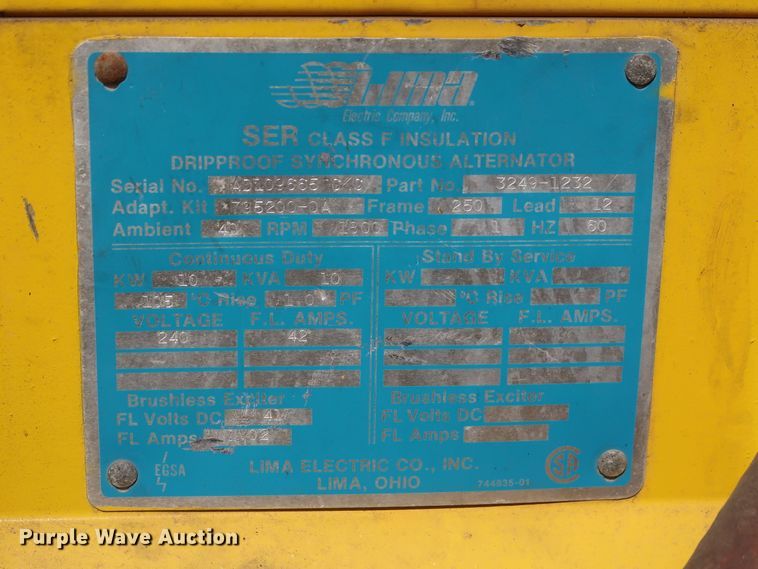 Lima
Electric Company, Inc.
SER CLASS F INSULATION
DRIPPROOF SYNCHRONOUS ALTERNATOR
Serial No. Part No. 3249-1232
Adapt. Kit 795200-0A Frame 250 Lead 12
Ambient 40 RPM 1800 Phase 1 HZ 60
Continuous Duty
KW 10 KVA 10
105 °C Rise 1.0 PF
VOLTAGE F.L. AMPS.
240 42
Brushless Exciter
FL Volts DC 41
FL Amps
Stand By Service
KW KVA
°C Rise PF
VOLTAGE F.L. AMPS.
Brushless Exciter
FL Volts DC
FL Amps
EGSA
LIMA ELECTRIC CO., INC.
LIMA, OHIO
744835-01
SA
Purple Wave Auction